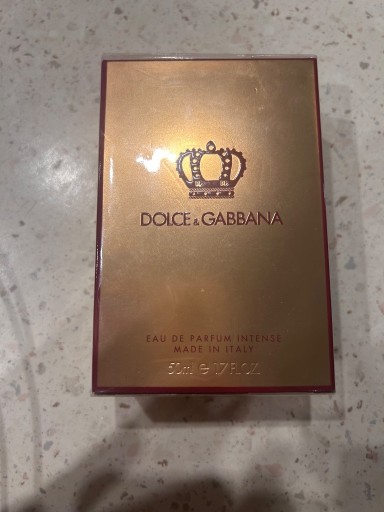 DOLCE & GABBANA
EAU DE PARFUM INTENSE
MADE IN ITALY
50ml ℮ 1.7 FL.OZ.